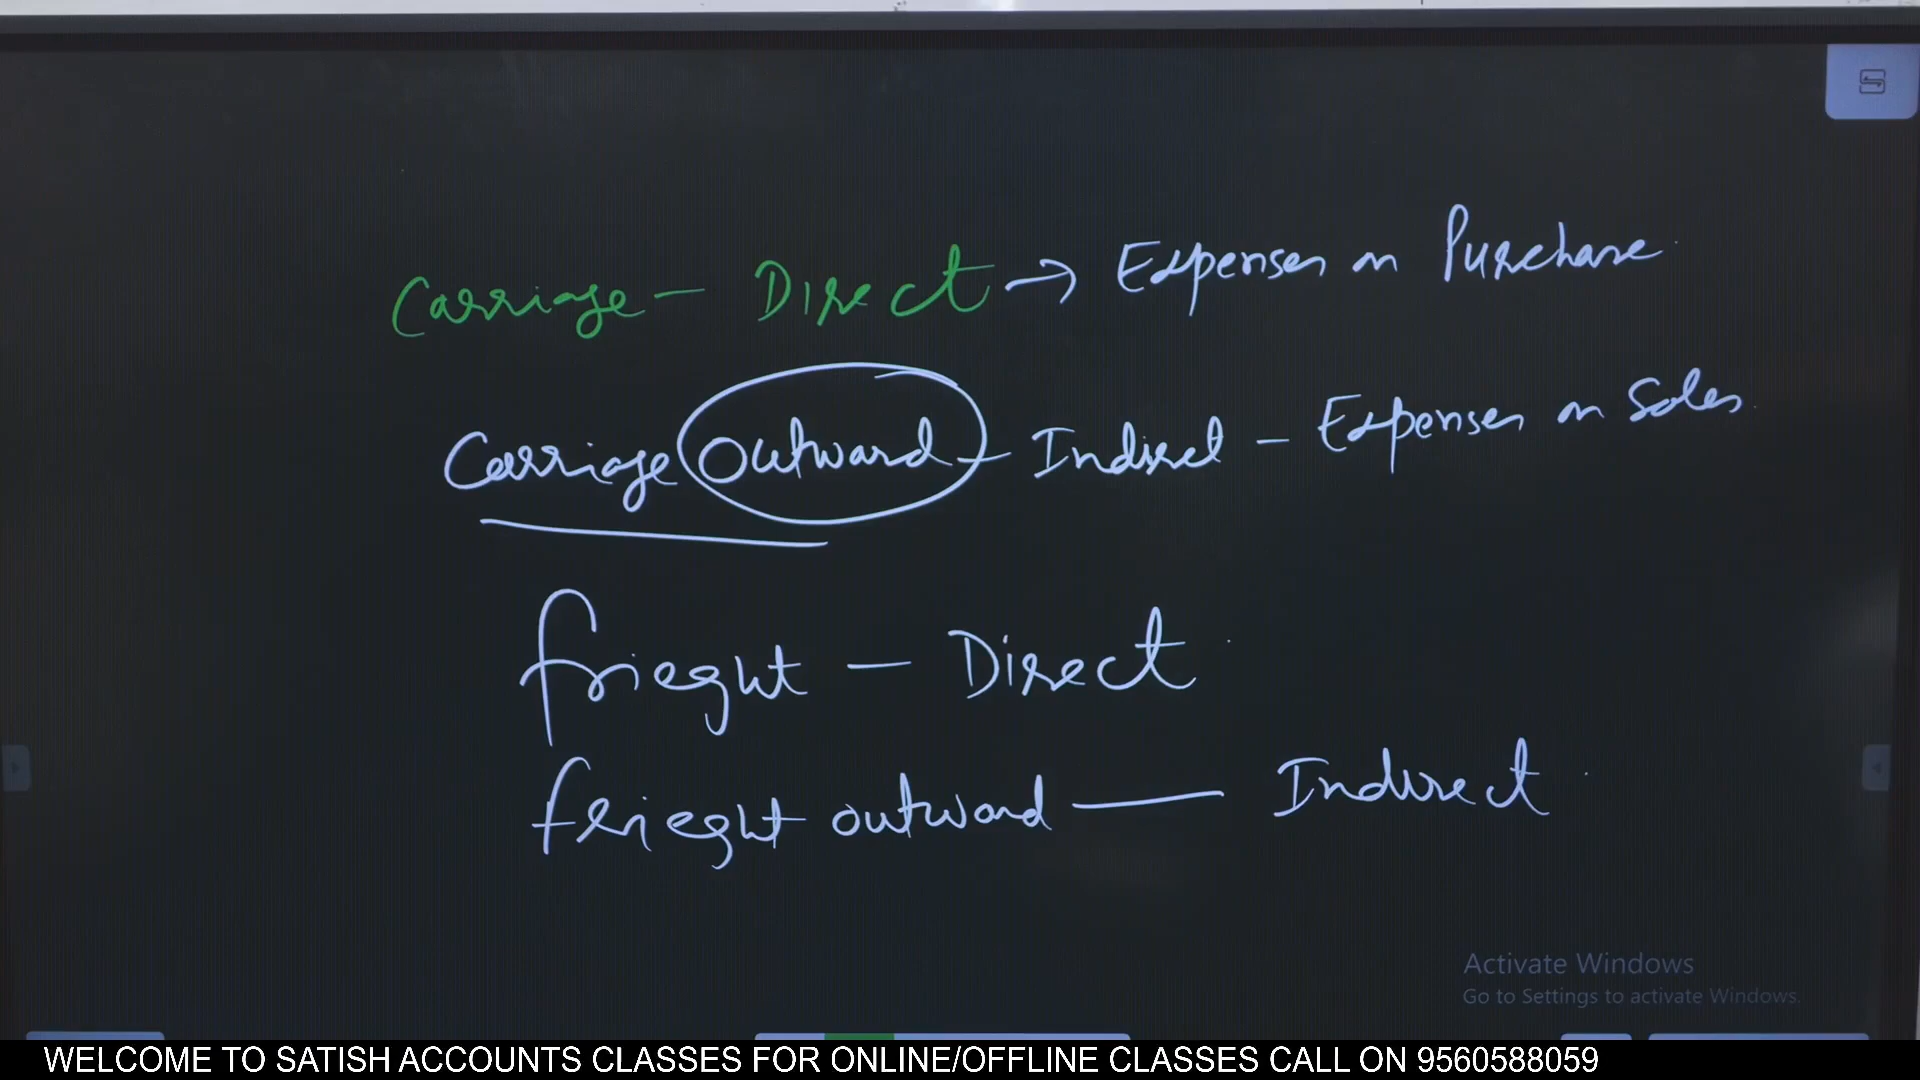 Carriage - Direct → Expenses on Purchase
Carriage Outward - Indirect - Expenses on Sales
frieght - Direct
frieght outward — Indirect
Activate Windows
Go to Settings to activate Windows.
WELCOME TO SATISH ACCOUNTS CLASSES FOR ONLINE/OFFLINE CLASSES CALL ON 9560588059